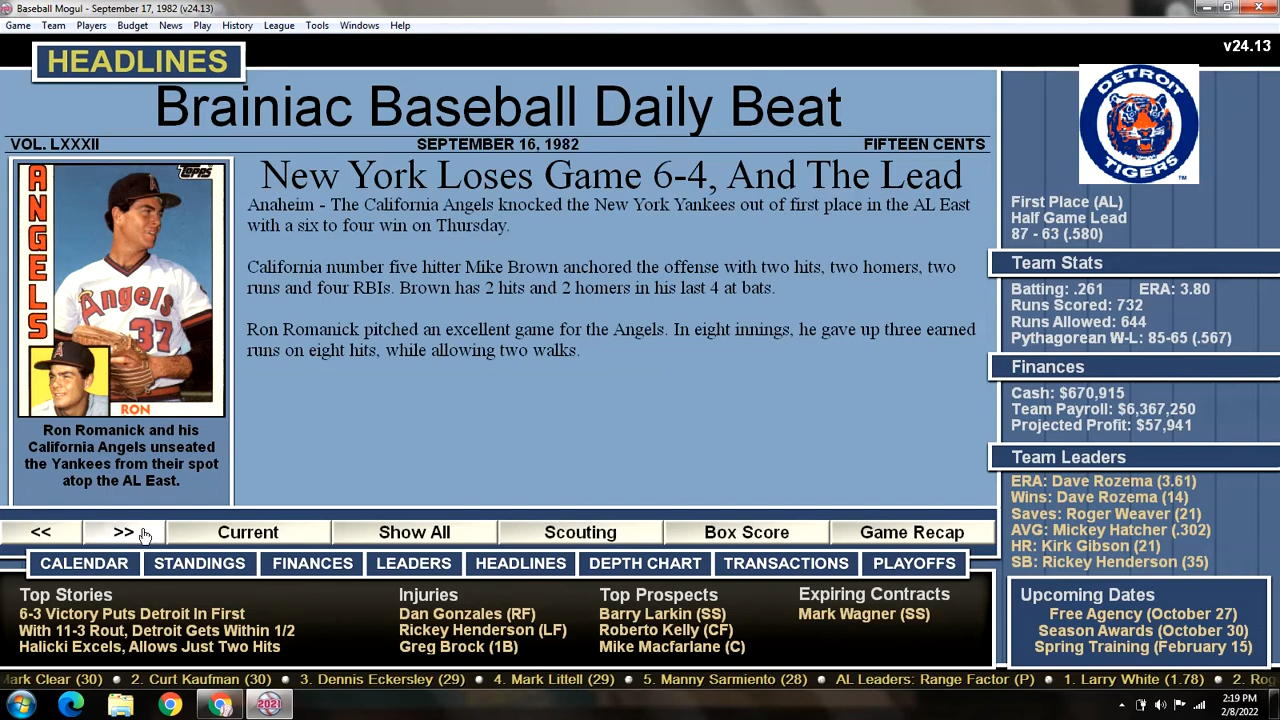 Baseball Mogul - September 17, 1982 (v24.13)
Game Team Players Budget News Play History League Tools Windows Help
HEADLINES
v24.13
Brainiac Baseball Daily Beat
VOL. LXXXII SEPTEMBER 16, 1982 FIFTEEN CENTS
New York Loses Game 6-4, And The Lead
Anaheim - The California Angels knocked the New York Yankees out of first place in the AL East
with a six to four win on Thursday.
California number five hitter Mike Brown anchored the offense with two hits, two homers, two
runs and four RBIs. Brown has 2 hits and 2 homers in his last 4 at bats.
Ron Romanick pitched an excellent game for the Angels. In eight innings, he gave up three earned
runs on eight hits, while allowing two walks.
ANGELS
TOPPS
Angels
37
A
RON
Ron Romanick and his
California Angels unseated
the Yankees from their spot
atop the AL East.
DETROIT
TIGERS
TM
First Place (AL)
Half Game Lead
87 - 63 (.580)
Team Stats
Batting: .261 ERA: 3.80
Runs Scored: 732
Runs Allowed: 644
Pythagorean W-L: 85-65 (.567)
Finances
Cash: $670,915
Team Payroll: $6,367,250
Projected Profit: $57,941
Team Leaders
ERA: Dave Rozema (3.61)
Wins: Dave Rozema (14)
Saves: Roger Weaver (21)
AVG: Mickey Hatcher (.302)
HR: Kirk Gibson (21)
SB: Rickey Henderson (35)
Upcoming Dates
Free Agency (October 27)
Season Awards (October 30)
Spring Training (February 15)
<< >> Current Show All Scouting Box Score Game Recap
CALENDAR STANDINGS FINANCES LEADERS HEADLINES DEPTH CHART TRANSACTIONS PLAYOFFS
Top Stories
6-3 Victory Puts Detroit In First
With 11-3 Rout, Detroit Gets Within 1/2
Halicki Excels, Allows Just Two Hits
Injuries
Dan Gonzales (RF)
Rickey Henderson (LF)
Greg Brock (1B)
Top Prospects
Barry Larkin (SS)
Roberto Kelly (CF)
Mike Macfarlane (C)
Expiring Contracts
Mark Wagner (SS)
Mark Clear (30) • 2. Curt Kaufman (30) • 3. Dennis Eckersley (29) • 4. Mark Littell (29) • 5. Manny Sarmiento (28) • AL Leaders: Range Factor (P) • 1. Larry White (1.78) • 2. Rog
2021
2:19 PM
2/8/2022